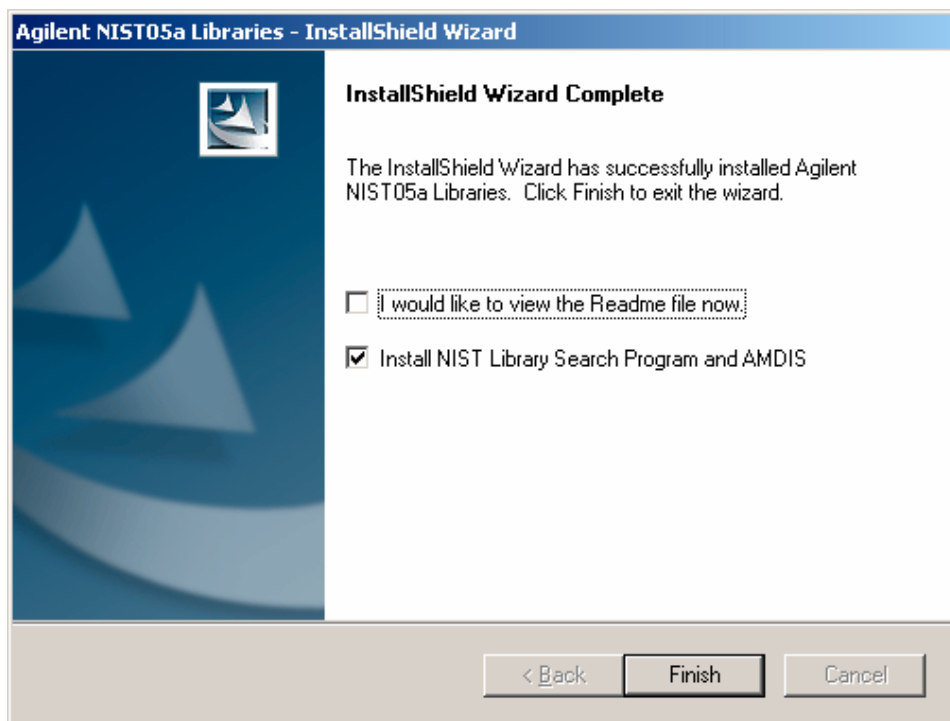 Agilent NIST05a Libraries - InstallShield Wizard
InstallShield Wizard Complete
The InstallShield Wizard has successfully installed Agilent
NIST05a Libraries.  Click Finish to exit the wizard.
I would like to view the Readme file now.
Install NIST Library Search Program and AMDIS
< Back
Finish
Cancel